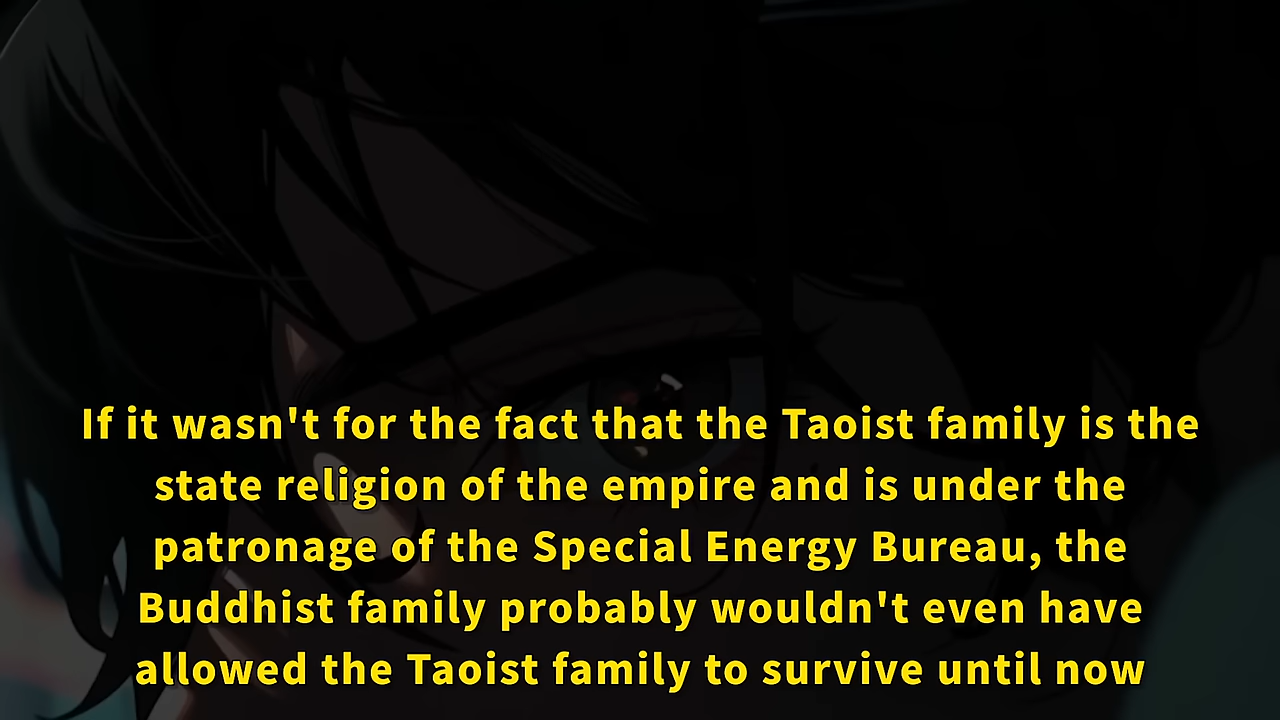 If it wasn't for the fact that the Taoist family is the
state religion of the empire and is under the
patronage of the Special Energy Bureau, the
Buddhist family probably wouldn't even have
allowed the Taoist family to survive until now